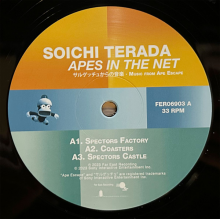 SOICHI TERADA
APES IN THE NET
サルゲッチュからの音楽 - Music from Ape Escape
FER06903 A
33 RPM
A1. Spectors Factory
A2. Coasters
A3. Spectors Castle